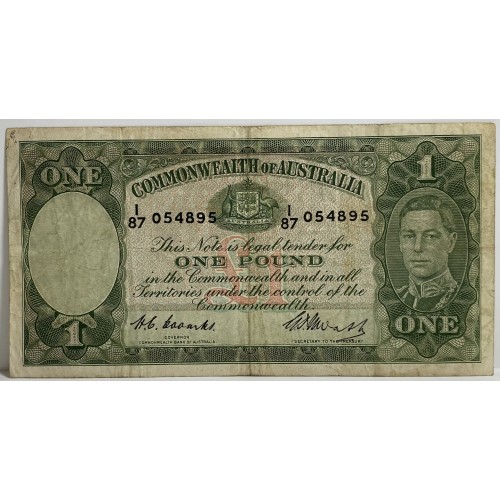 ONE
COMMONWEALTH OF AUSTRALIA
1
I
87 054895
I
87 054895
This Note is legal tender for
ONE POUND
in the Commonwealth and in all
Territories under the control of the
Commonwealth.
1
H.C. Coombs
GOVERNOR
COMMONWEALTH BANK OF AUSTRALIA
SECRETARY TO THE TREASURY
ONE